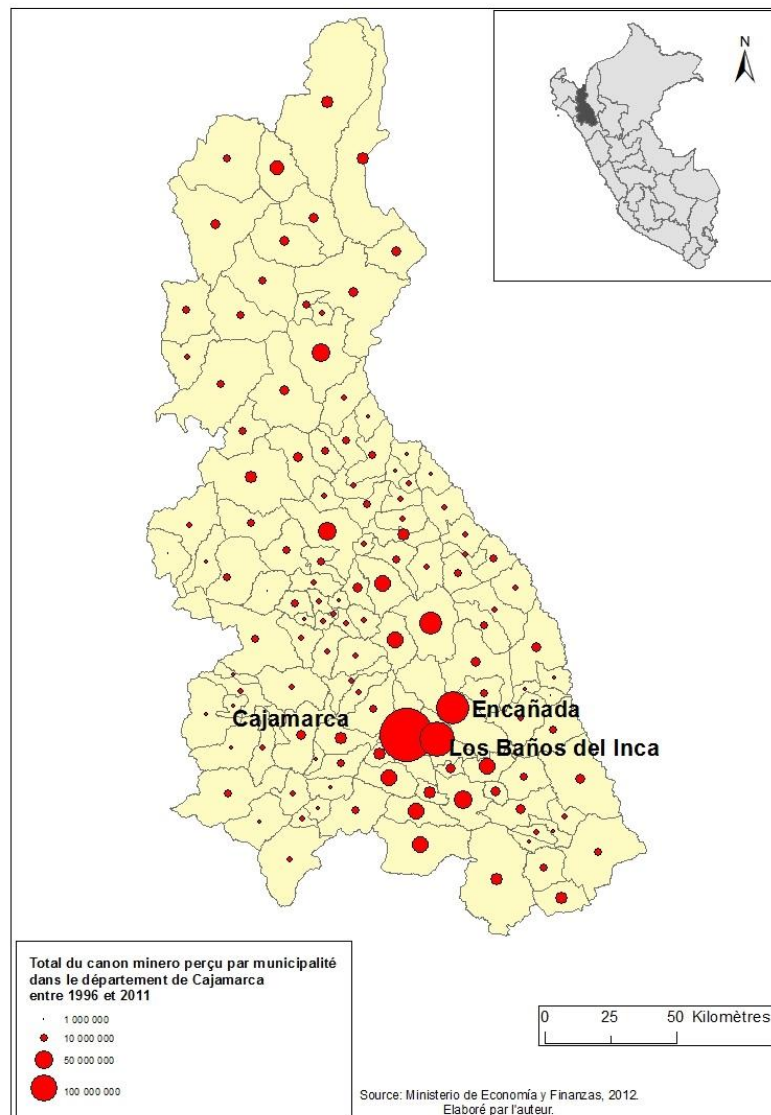 N
Cajamarca
Encañada
Los Baños del Inca
Total du canon minero perçu par municipalité
dans le département de Cajamarca
entre 1996 et 2011
1 000 000
10 000 000
50 000 000
100 000 000
0 25 50 Kilomètres
Source: Ministerio de Economía y Finanzas, 2012.
Elaboré par l'auteur.